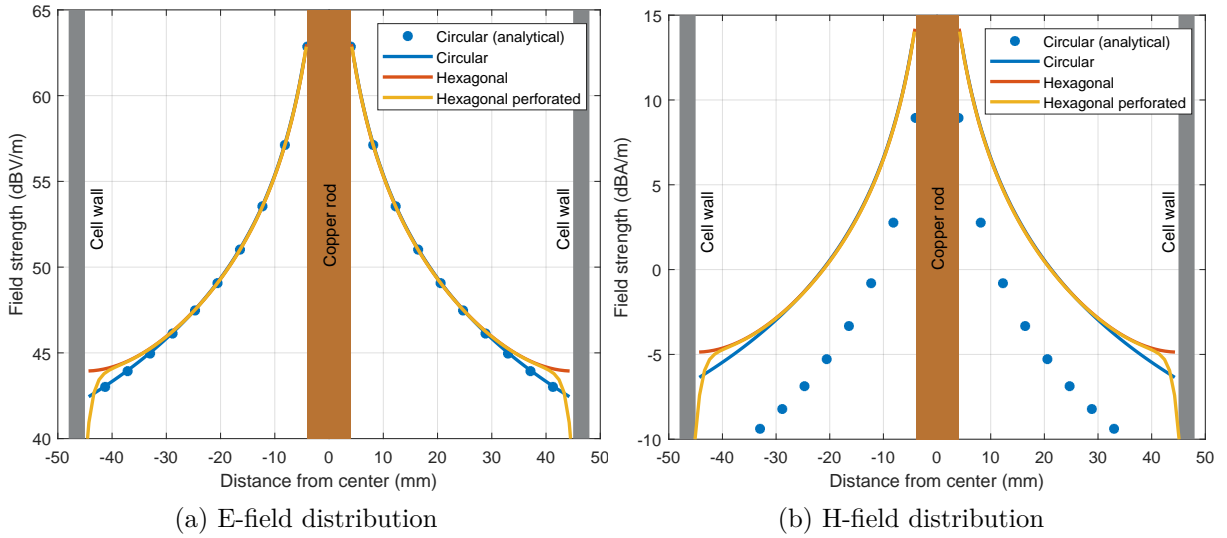 65
60
55
50
45
40
Field strength (dBV/m)
-50 -40 -30 -20 -10 0 10 20 30 40 50
Distance from center (mm)
Circular (analytical)
Circular
Hexagonal
Hexagonal perforated
Cell wall
Copper rod
Cell wall
(a) E-field distribution
15
10
5
0
-5
-10
Field strength (dBA/m)
-50 -40 -30 -20 -10 0 10 20 30 40 50
Distance from center (mm)
Circular (analytical)
Circular
Hexagonal
Hexagonal perforated
Cell wall
Copper rod
Cell wall
(b) H-field distribution